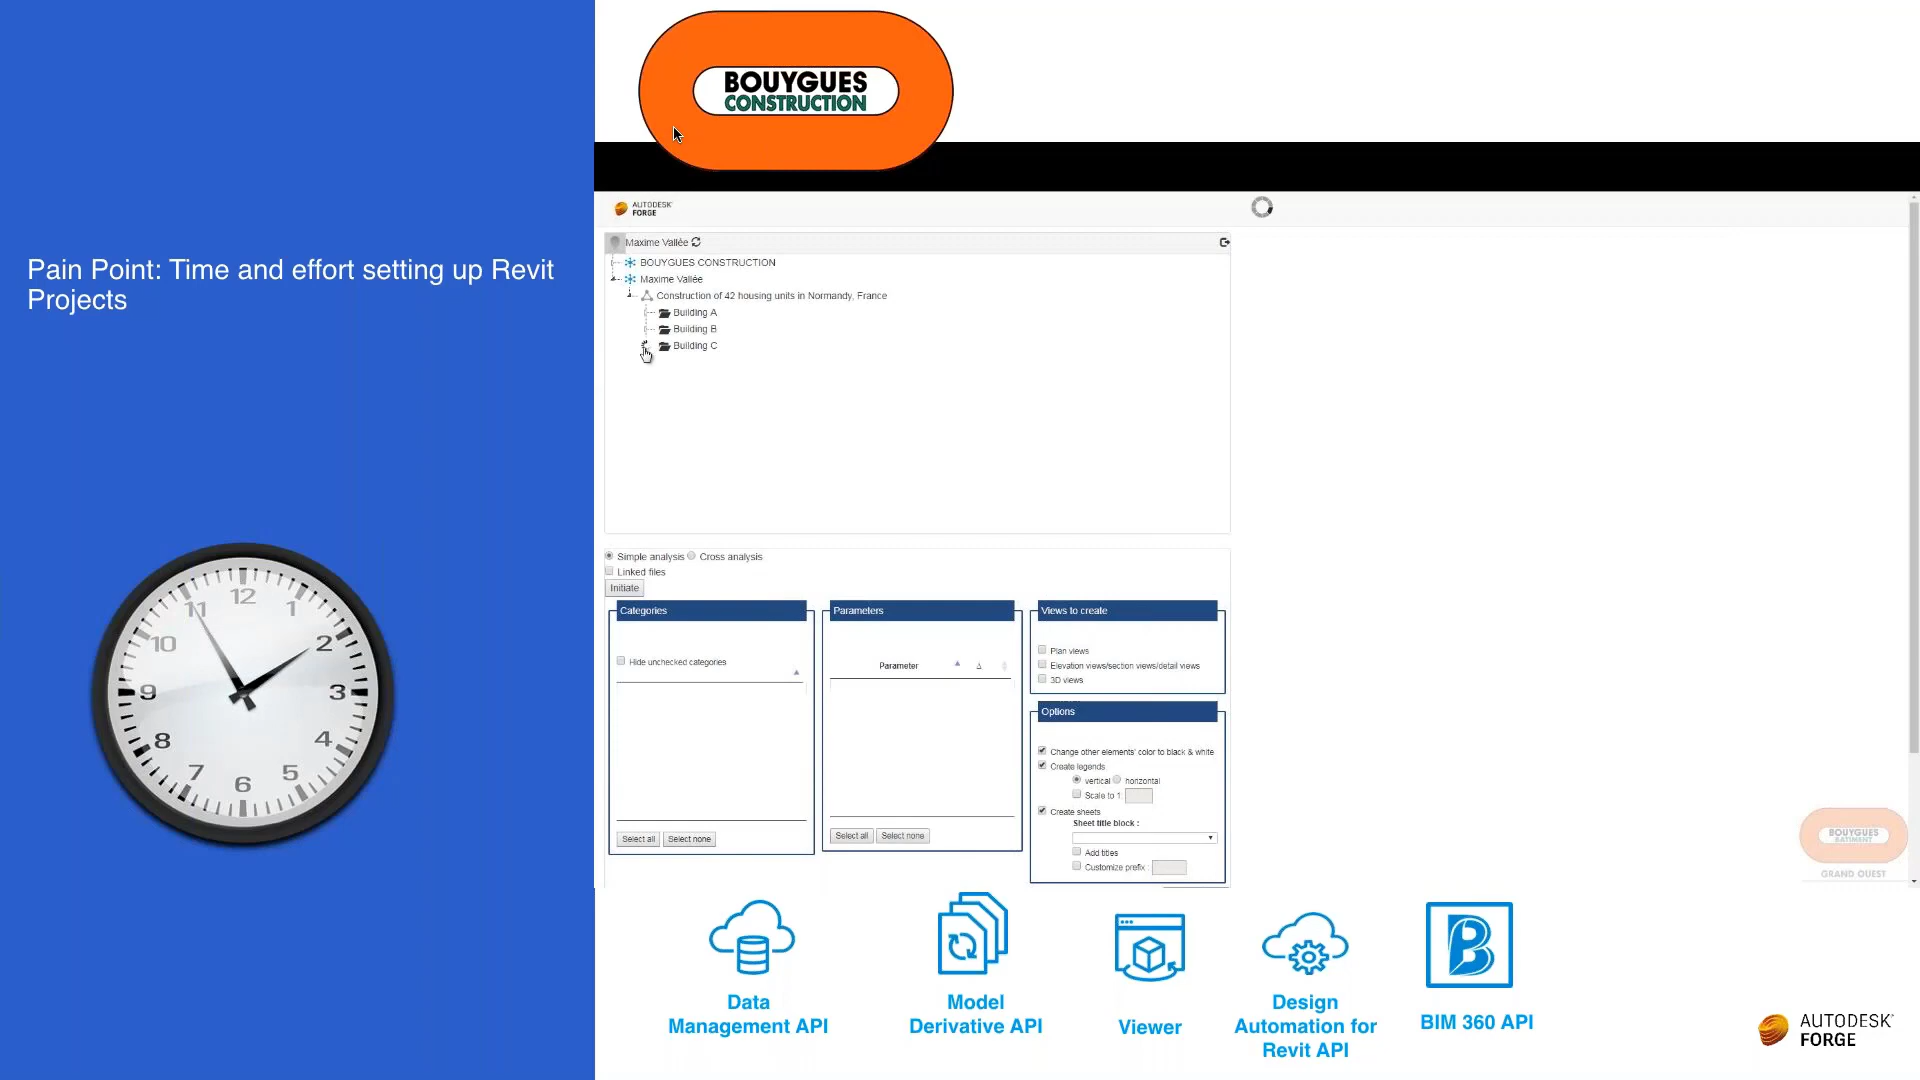 Pain Point: Time and effort setting up Revit
Projects
12
11
1
10
2
9
3
8
4
7
5
6
BOUYGUES
CONSTRUCTION
AUTODESK
FORGE
Maxime Vallée
BOUYGUES CONSTRUCTION
Maxime Vallée
Construction of 42 housing units in Normandy, France
Building A
Building B
Building C
Simple analysis Cross analysis
Linked files
Initiate
Categories
Hide unchecked categories
Select all Select none
Parameters
Parameter
Select all Select none
Views to create
Plan views
Elevation views/section views/detail views
3D views
Options
Change other elements' color to black & white
Create legends
vertical horizontal
Scale to 1:
Create sheets
Sheet title block :
Add titles
Customize prefix :
BOUYGUES
BATIMENT
GRAND OUEST
Data
Management API
Model
Derivative API
Viewer
Design
Automation for
Revit API
BIM 360 API
AUTODESK
FORGE